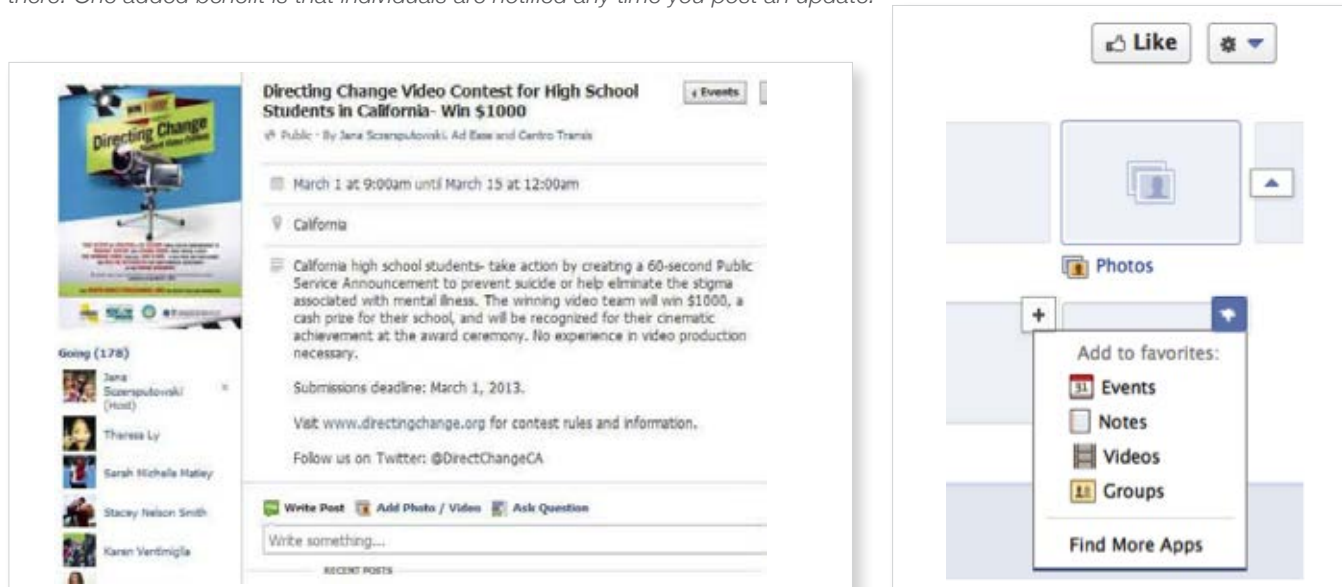 there. One added benefit is that individuals are notified any time you post an update.
Directing Change
Directing Change Video Contest for High School
Students in California- Win $1000
Events
Public · By Jana Sczersputowski, Ad Ease and Centro Transis
March 1 at 9:00am until March 15 at 12:00am
California
California high school students- take action by creating a 60-second Public
Service Announcement to prevent suicide or help eliminate the stigma
associated with mental illness. The winning video team will win $1000, a
cash prize for their school, and will be recognized for their cinematic
achievement at the award ceremony. No experience in video production
necessary.
Submissions deadline: March 1, 2013.
Visit www.directingchange.org for contest rules and information.
Follow us on Twitter: @DirectChangeCA
Going (178)
Jana
Sczersputowski
(Host)
Theresa Ly
Sarah Michelle Matley
Stacey Nelson Smith
Karen Ventimiglia
Write Post Add Photo / Video Ask Question
Write something...
RECENT POSTS
Like
Photos
+
Add to favorites:
31 Events
Notes
Videos
Groups
Find More Apps